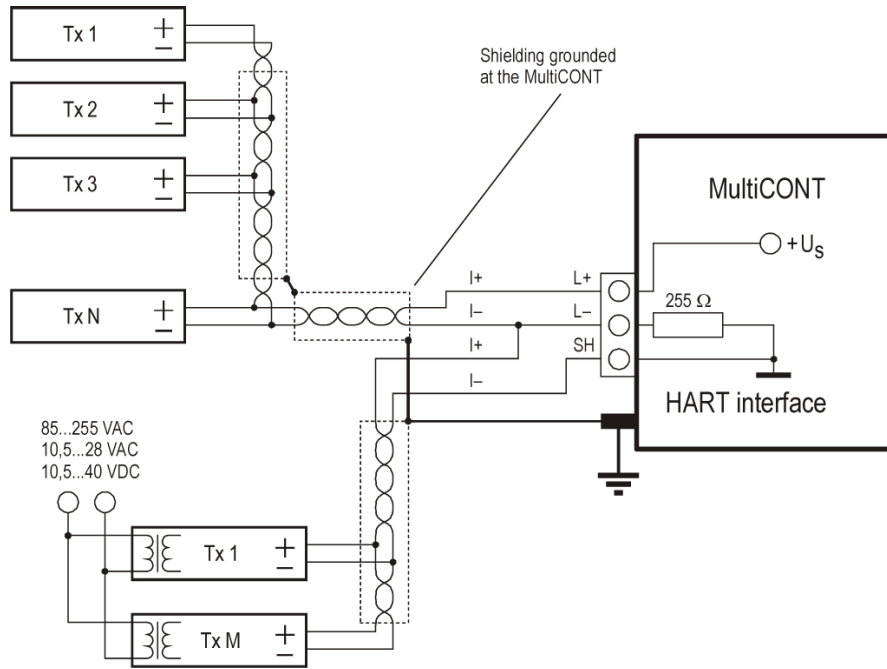 Tx 1
+
–
Tx 2
+
–
Tx 3
+
–
Tx N
+
–
Shielding grounded
at the MultiCONT
MultiCONT
+U_S
I+
L+
I–
L–
255 Ω
I+
SH
I–
HART interface
85...255 VAC
10,5...28 VAC
10,5...40 VDC
Tx 1
+
–
Tx M
+
–